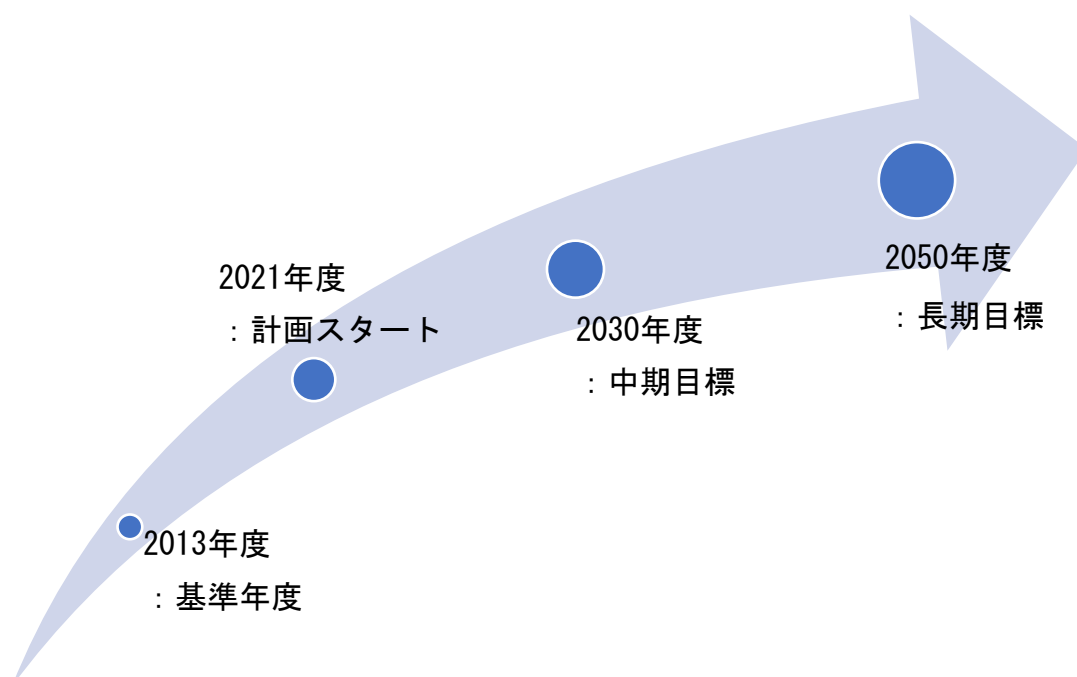 2021年度
：計画スタート
2050年度
：長期目標
2030年度
：中期目標
2013年度
：基準年度